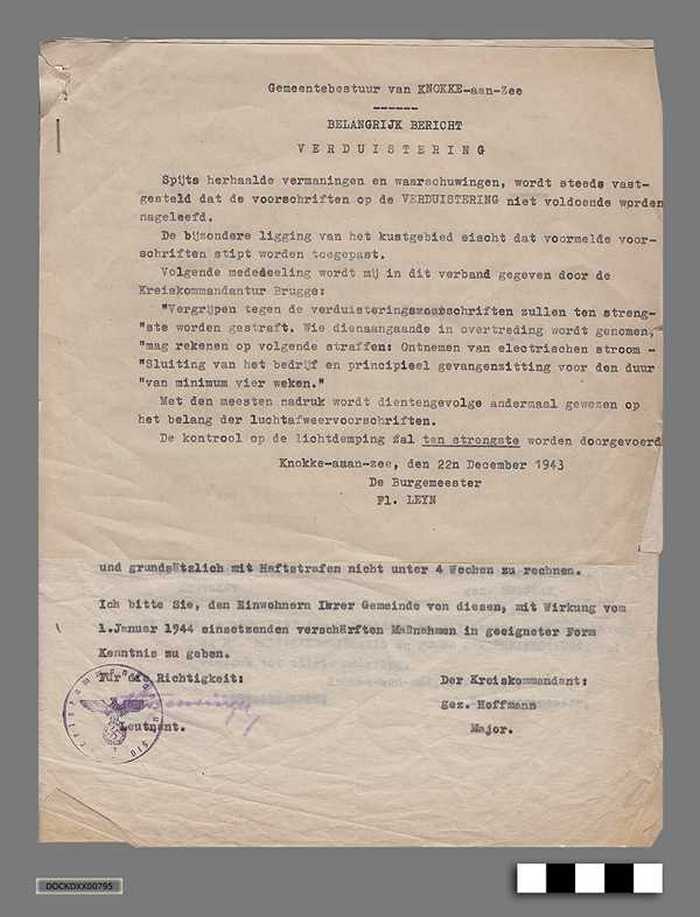 Gemeentebestuur van KNOKKE-aan-Zee
------
BELANGRIJK BERICHT
V E R D U I S T E R I N G
Spijts herhaalde vermaningen en waarschuwingen, wordt steeds vast-
gesteld dat de voorschriften op de VERDUISTERING niet voldoende worden
nageleefd.
De bijzondere ligging van het kustgebied eischt dat voormelde voor-
schriften stipt worden toegepast.
Volgende mededeeling wordt mij in dit verband gegeven door de
Kreiskommandantur Brugge:
"Vergrijpen tegen de verduisteringsvoorschriften zullen ten streng-
"ste worden gestraft. Wie dienaangaande in overtreding wordt genomen,
"mag rekenen op volgende straffen: Ontnemen van electrischen stroom -
"Sluiting van het bedrijf en principieel gevangenzitting voor den duur
"van minimum vier weken."
Met den meesten nadruk wordt dientengevolge andermaal gewezen op
het belang der luchtafweervoorschriften.
De kontrool op de lichtdemping zal ten strengste worden doorgevoerd
Knokke-aman-zee, den 22n December 1943
De Burgemeester
Fl. LEYN
und grundsätzlich mit Haftstrafen nicht unter 4 Wochen zu rechnen.
Ich bitte Sie, den Einwohnern Ihrer Gemeinde von diesen, mit Wirkung vom
1.Januar 1944 einsetzenden verschärften Maßnahmen in geeigneter Form
Kenntnis zu geben.
Für die Richtigkeit:
Der Kreiskommandant:
gez. Hoffmann
Leutnant.
Major.
DOCKDXX00795